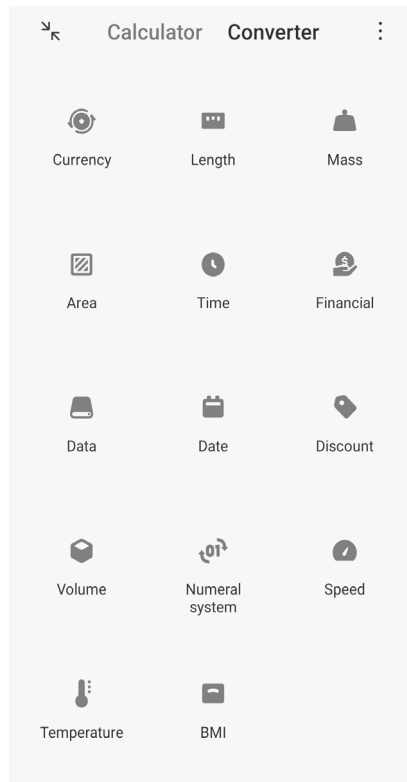 Calculator Converter
Currency Length Mass
Area Time Financial
Data Date Discount
Volume Numeral Speed
system
Temperature BMI